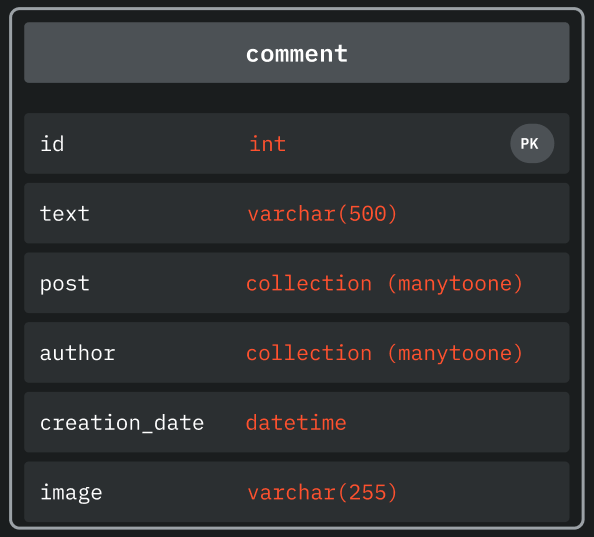 comment
id int PK
text varchar(500)
post collection (manytoone)
author collection (manytoone)
creation_date datetime
image varchar(255)